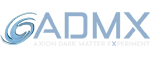 ADMX
AXION DARK MATTER EXPERIMENT